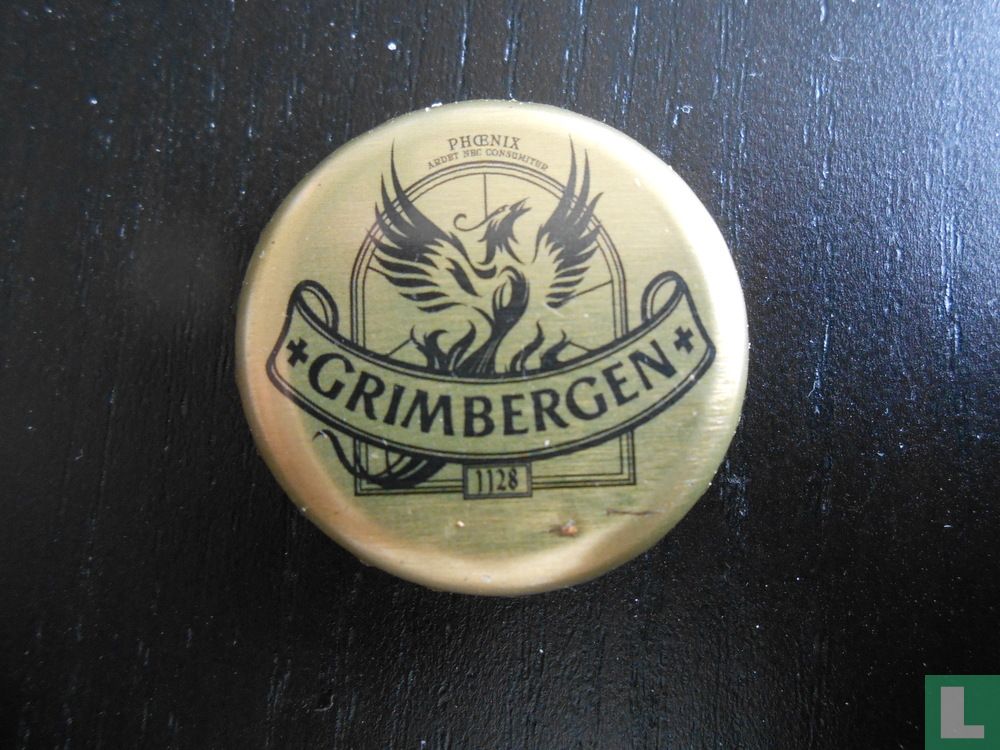 PHŒNIX
ARDET NEC CONSUMITUR
+GRIMBERGEN+
1128
L